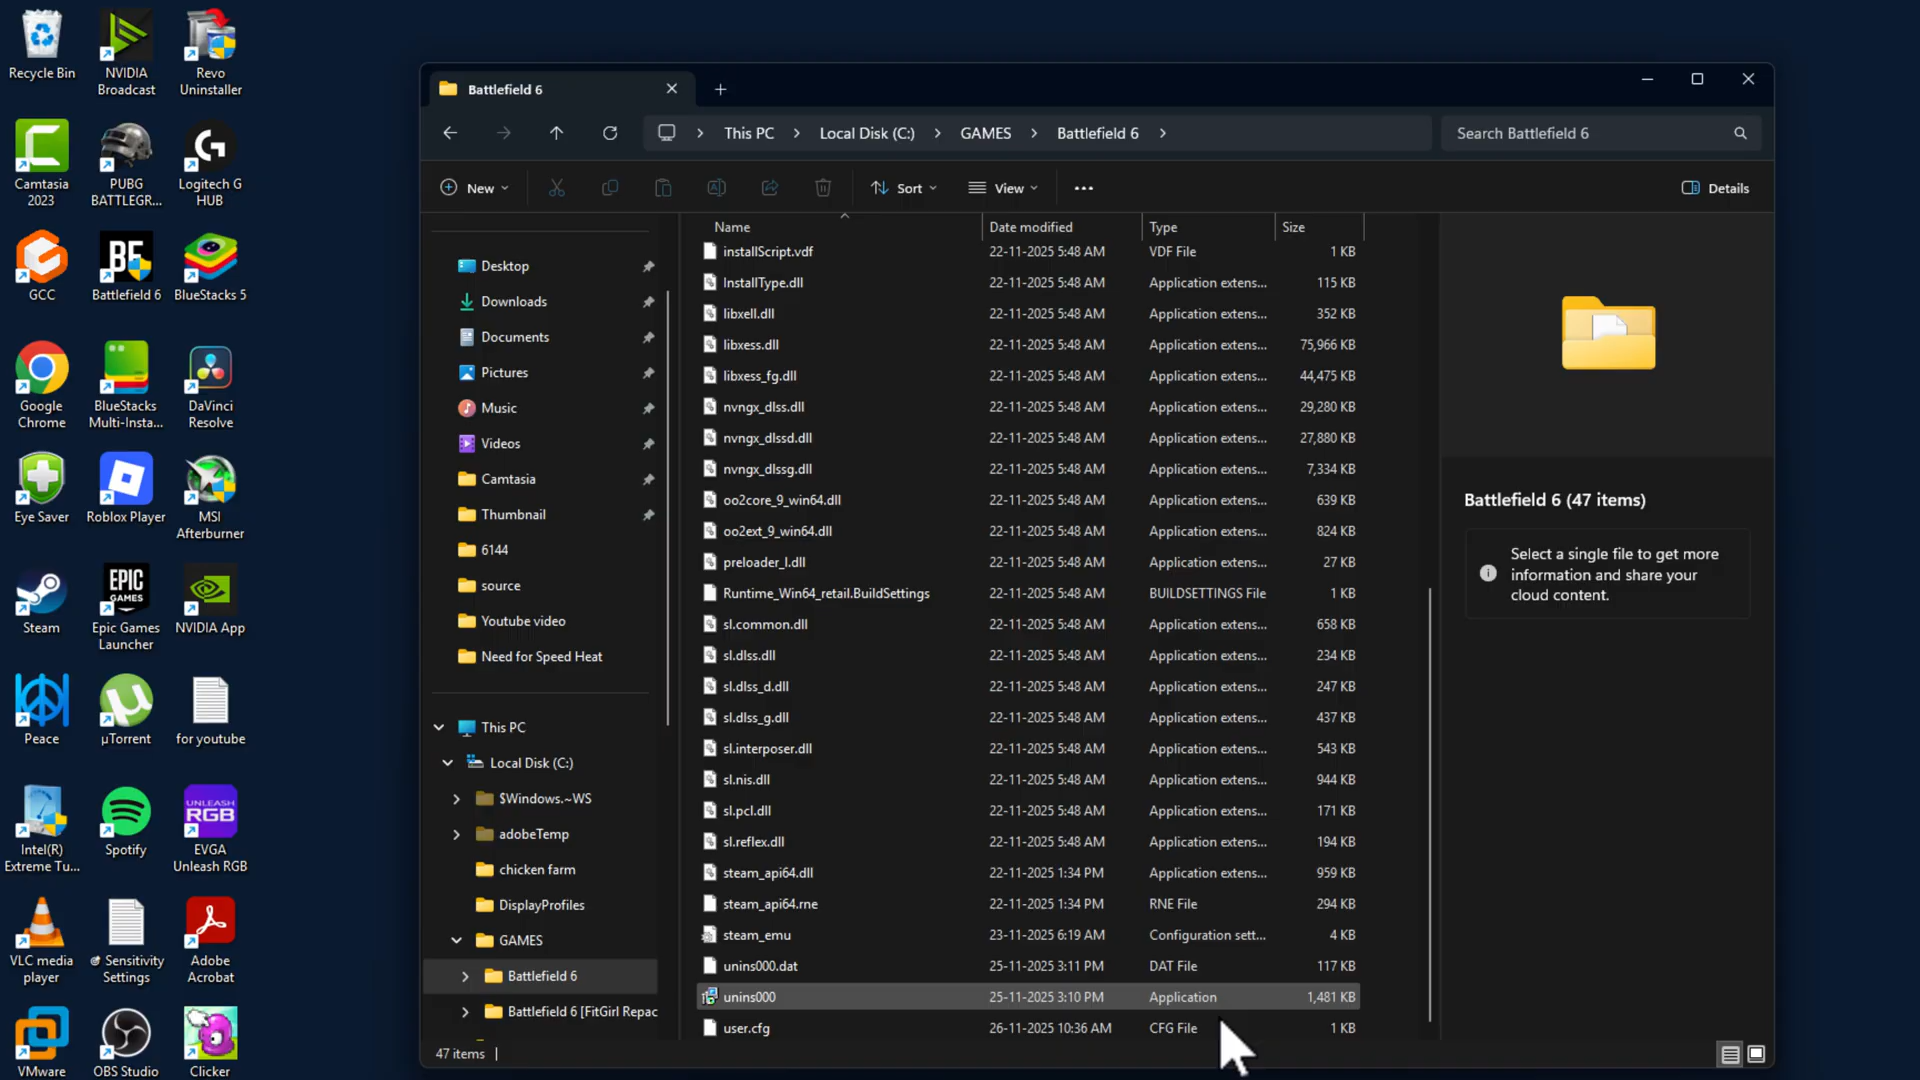 Recycle Bin
NVIDIA
Broadcast
Revo
Uninstaller
Camtasia
2023
PUBG
BATTLEGR...
Logitech G
HUB
GCC
BF
Battlefield 6
BlueStacks 5
Google
Chrome
BlueStacks
Multi-Insta...
DaVinci
Resolve
Eye Saver
Roblox Player
MSI
Afterburner
Steam
EPIC
GAMES
Epic Games
Launcher
NVIDIA App
Peace
µTorrent
for youtube
Intel(R)
Extreme Tu...
Spotify
UNLEASH
RGB
EVGA
Unleash RGB
VLC media
player
Sensitivity
Settings
Adobe
Acrobat
VMware
OBS Studio
Clicker
Battlefield 6
This PC
Local Disk (C:)
GAMES
Battlefield 6
Search Battlefield 6
New
Sort
View
Details
Desktop
Downloads
Documents
Pictures
Music
Videos
Camtasia
Thumbnail
6144
source
Youtube video
Need for Speed Heat
This PC
Local Disk (C:)
$Windows.~WS
adobeTemp
chicken farm
DisplayProfiles
GAMES
Battlefield 6
Battlefield 6 [FitGirl Repac
Name Date modified Type Size
installScript.vdf 22-11-2025 5:48 AM VDF File 1 KB
InstallType.dll 22-11-2025 5:48 AM Application extens... 115 KB
libxell.dll 22-11-2025 5:48 AM Application extens... 352 KB
libxess.dll 22-11-2025 5:48 AM Application extens... 75,966 KB
libxess_fg.dll 22-11-2025 5:48 AM Application extens... 44,475 KB
nvngx_dlss.dll 22-11-2025 5:48 AM Application extens... 29,280 KB
nvngx_dlssd.dll 22-11-2025 5:48 AM Application extens... 27,880 KB
nvngx_dlssg.dll 22-11-2025 5:48 AM Application extens... 7,334 KB
oo2core_9_win64.dll 22-11-2025 5:48 AM Application extens... 639 KB
oo2ext_9_win64.dll 22-11-2025 5:48 AM Application extens... 824 KB
preloader_l.dll 22-11-2025 5:48 AM Application extens... 27 KB
Runtime_Win64_retail.BuildSettings 22-11-2025 5:48 AM BUILDSETTINGS File 1 KB
sl.common.dll 22-11-2025 5:48 AM Application extens... 658 KB
sl.dlss.dll 22-11-2025 5:48 AM Application extens... 234 KB
sl.dlss_d.dll 22-11-2025 5:48 AM Application extens... 247 KB
sl.dlss_g.dll 22-11-2025 5:48 AM Application extens... 437 KB
sl.interposer.dll 22-11-2025 5:48 AM Application extens... 543 KB
sl.nis.dll 22-11-2025 5:48 AM Application extens... 944 KB
sl.pcl.dll 22-11-2025 5:48 AM Application extens... 171 KB
sl.reflex.dll 22-11-2025 5:48 AM Application extens... 194 KB
steam_api64.dll 22-11-2025 1:34 PM Application extens... 959 KB
steam_api64.rne 22-11-2025 1:34 PM RNE File 294 KB
steam_emu 23-11-2025 6:19 AM Configuration sett... 4 KB
unins000.dat 25-11-2025 3:11 PM DAT File 117 KB
unins000 25-11-2025 3:10 PM Application 1,481 KB
user.cfg 26-11-2025 10:36 AM CFG File 1 KB
Battlefield 6 (47 items)
Select a single file to get more
information and share your
cloud content.
47 items